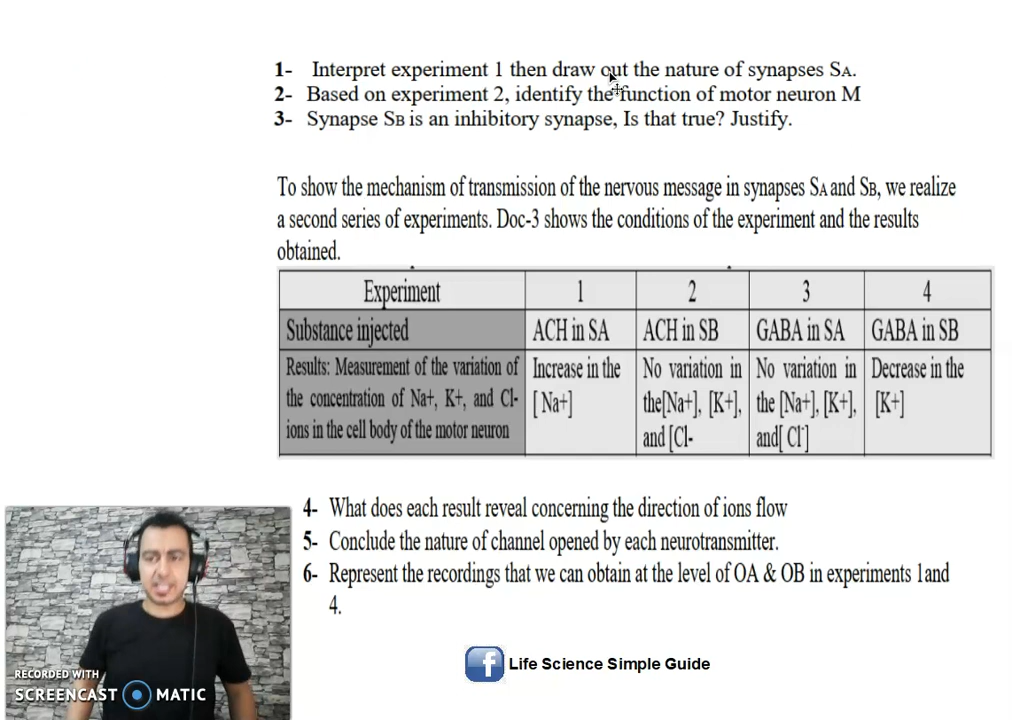 1- Interpret experiment 1 then draw out the nature of synapses SA.
2- Based on experiment 2, identify the function of motor neuron M
3- Synapse SB is an inhibitory synapse, Is that true? Justify.
To show the mechanism of transmission of the nervous message in synapses SA and SB, we realize
a second series of experiments. Doc-3 shows the conditions of the experiment and the results
obtained.
Experiment 1 2 3 4
Substance injected ACH in SA ACH in SB GABA in SA GABA in SB
Results: Measurement of the variation of Increase in the No variation in No variation in Decrease in the
the concentration of Na+, K+, and Cl- [ Na+] the[Na+], [K+], the [Na+], [K+], [K+]
ions in the cell body of the motor neuron and [Cl- and[ Cl-]
4- What does each result reveal concerning the direction of ions flow
5- Conclude the nature of channel opened by each neurotransmitter.
6- Represent the recordings that we can obtain at the level of OA & OB in experiments 1and
4.
f Life Science Simple Guide
RECORDED WITH
SCREENCAST MATIC